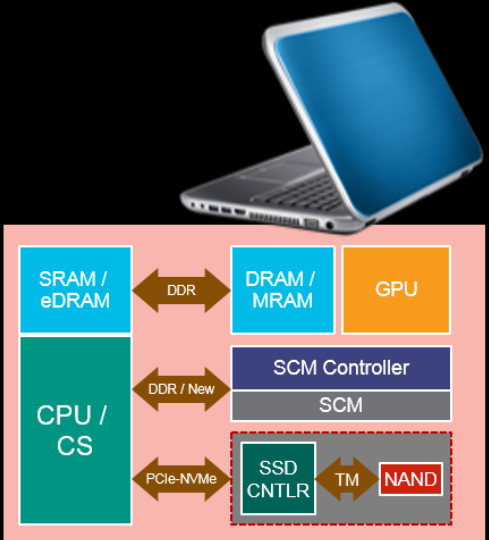 SRAM /
eDRAM
DDR
DRAM /
MRAM
GPU
CPU /
CS
DDR / New
SCM Controller
SCM
PCIe-NVMe
SSD
CNTLR
TM
NAND